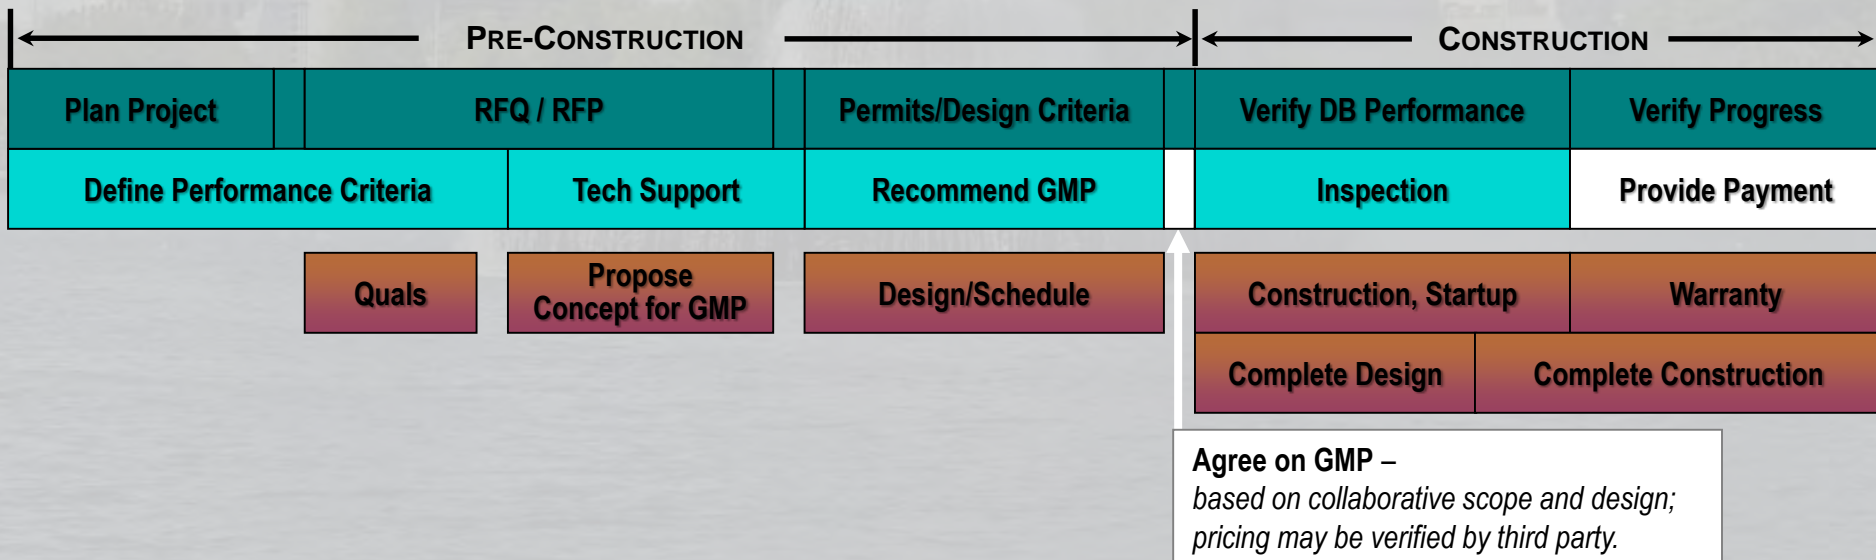 PRE-CONSTRUCTION
CONSTRUCTION
Plan Project
RFQ / RFP
Permits/Design Criteria
Verify DB Performance
Verify Progress
Define Performance Criteria
Tech Support
Recommend GMP
Inspection
Provide Payment
Quals
Propose
Concept for GMP
Design/Schedule
Construction, Startup
Warranty
Complete Design
Complete Construction
Agree on GMP –
based on collaborative scope and design;
pricing may be verified by third party.